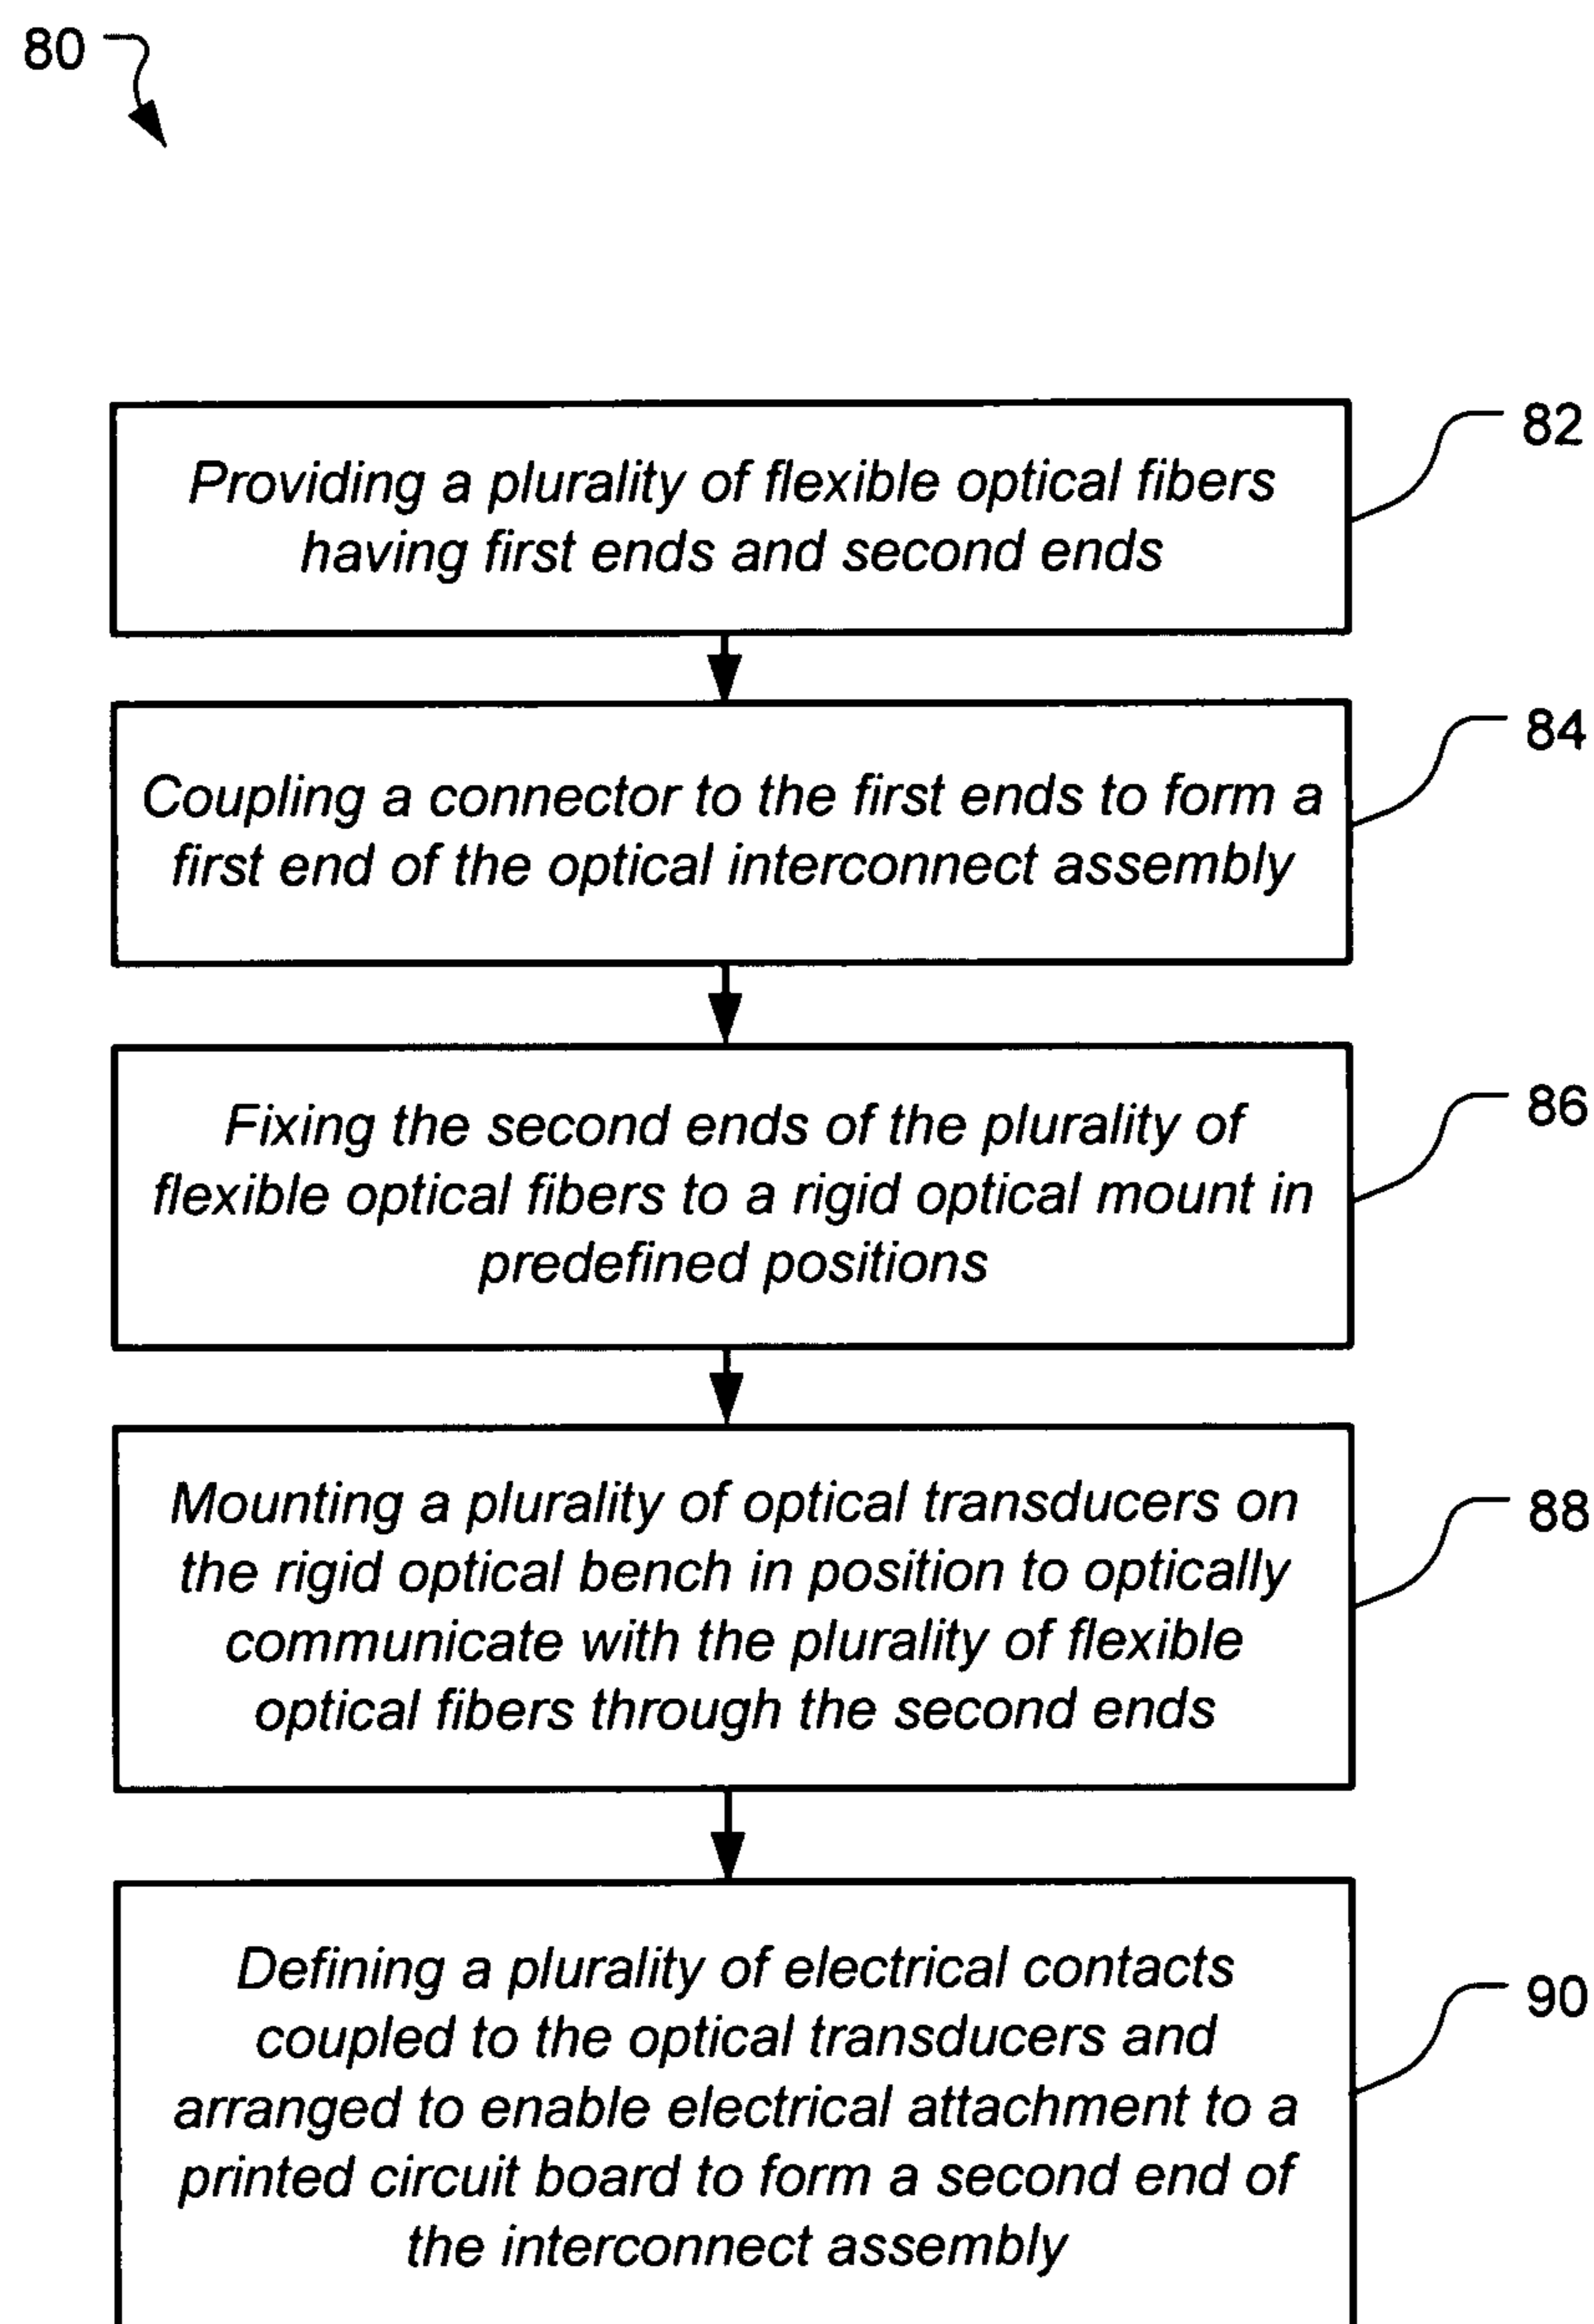 80
Providing a plurality of flexible optical fibers
having first ends and second ends
82
Coupling a connector to the first ends to form a
first end of the optical interconnect assembly
84
Fixing the second ends of the plurality of
flexible optical fibers to a rigid optical mount in
predefined positions
86
Mounting a plurality of optical transducers on
the rigid optical bench in position to optically
communicate with the plurality of flexible
optical fibers through the second ends
88
Defining a plurality of electrical contacts
coupled to the optical transducers and
arranged to enable electrical attachment to a
printed circuit board to form a second end of
the interconnect assembly
90